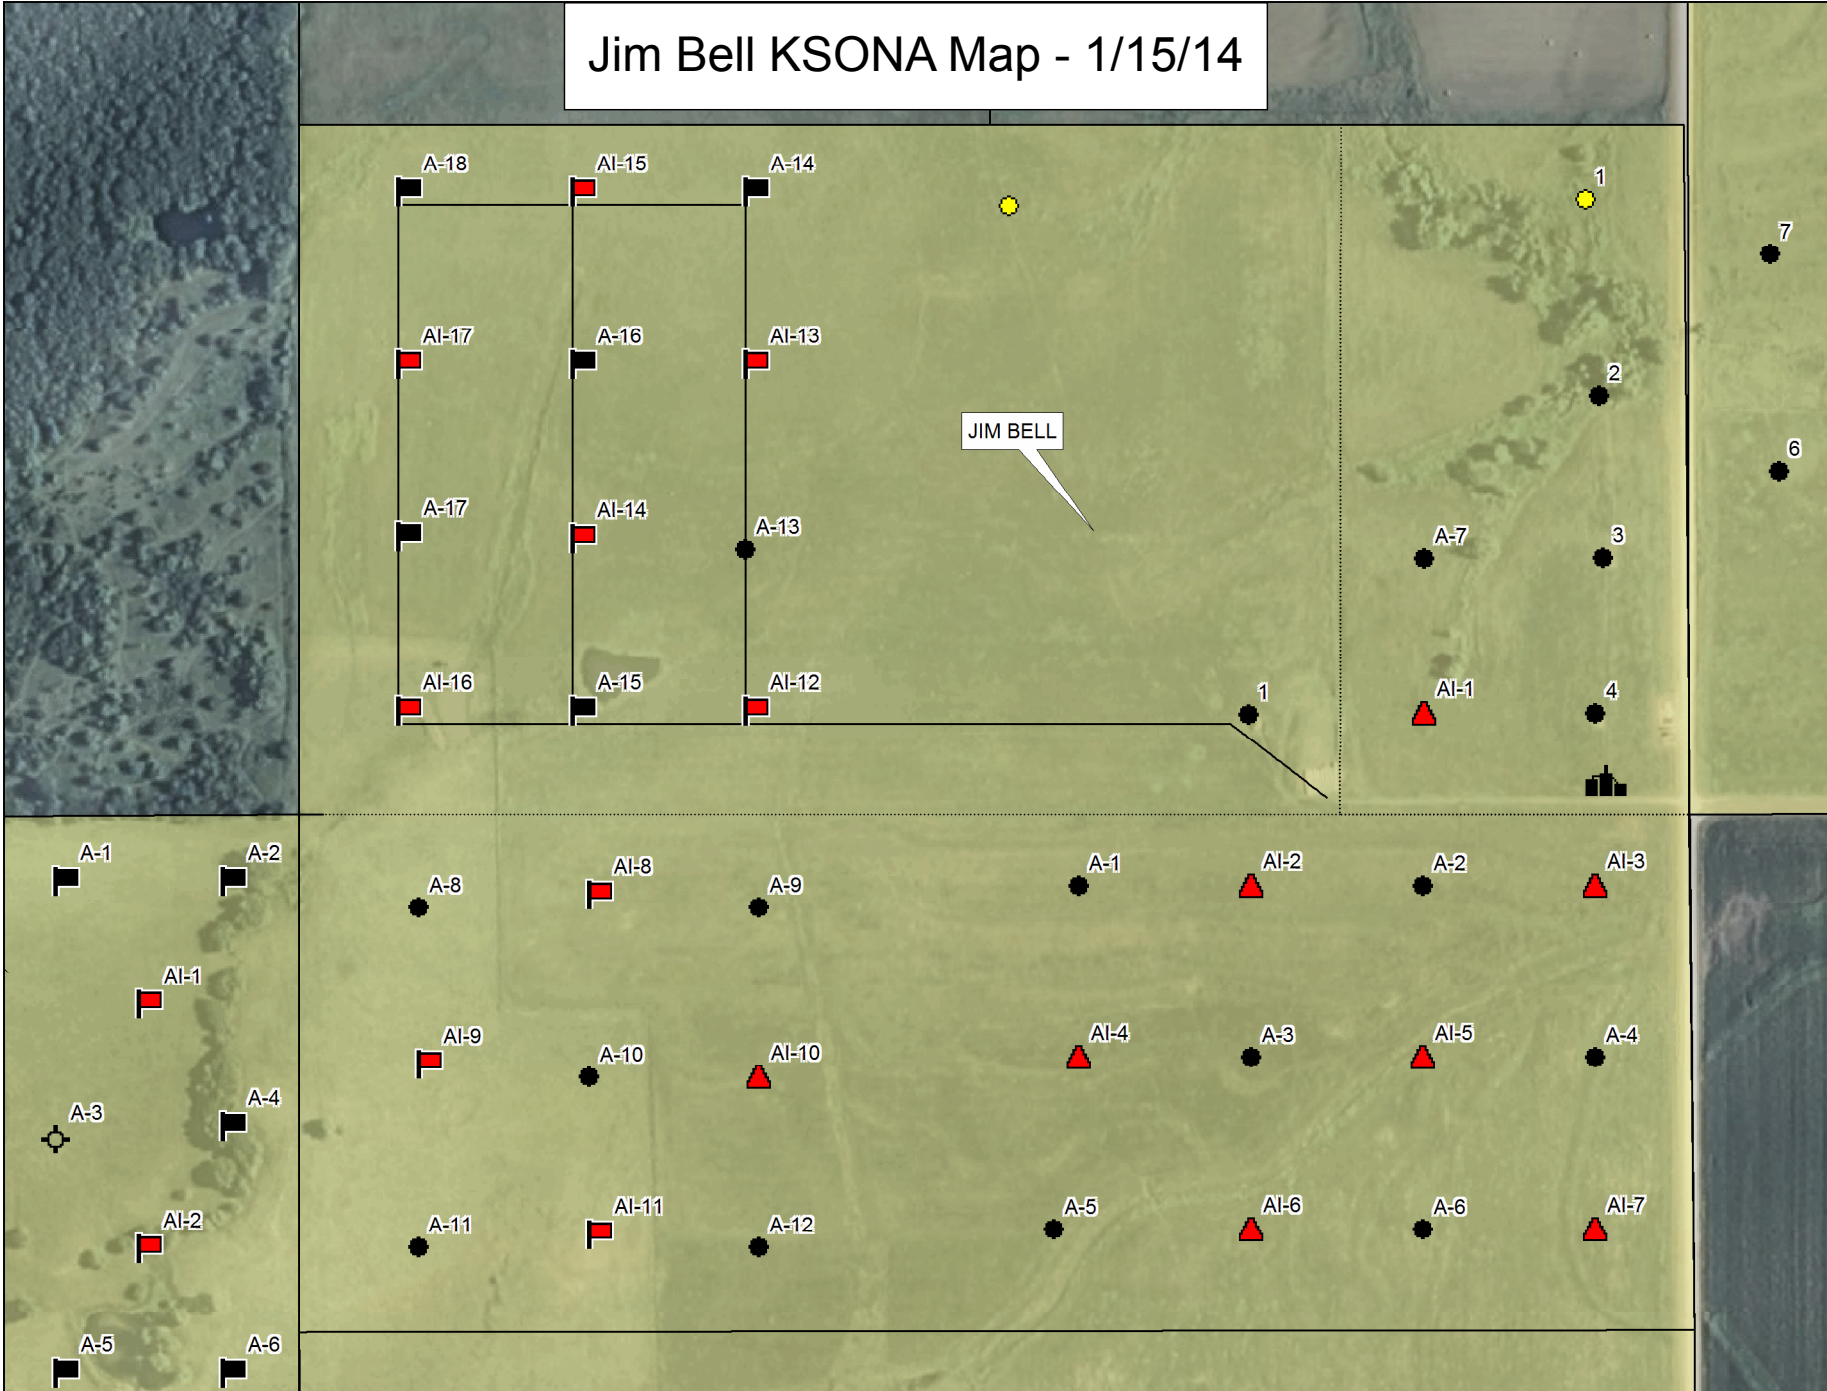 Jim Bell KSONA Map - 1/15/14
A-18
AI-15
A-14
1
7
AI-17
A-16
AI-13
2
JIM BELL
6
A-17
AI-14
A-13
A-7
3
AI-16
A-15
AI-12
1
AI-1
4
A-1
A-2
A-8
AI-8
A-9
A-1
AI-2
A-2
AI-3
AI-1
AI-9
A-10
AI-10
AI-4
A-3
AI-5
A-4
A-3
A-4
AI-2
A-11
AI-11
A-12
A-5
AI-6
A-6
AI-7
A-5
A-6